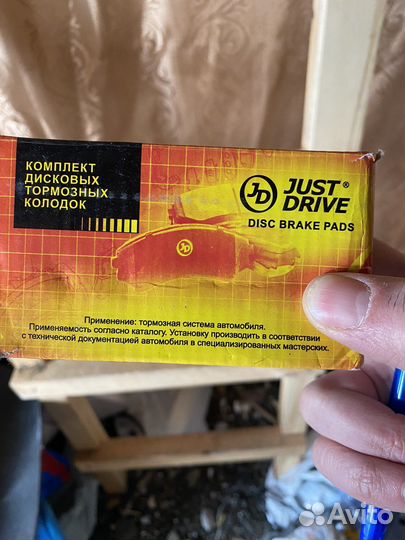 КОМПЛЕКТ
ДИСКОВЫХ
ТОРМОЗНЫХ
КОЛОДОК
JD
JUST®
DRIVE
DISC BRAKE PADS
JD
Применение: тормозная система автомобиля.
Применяемость согласно каталогу. Установку производить в соответствии
с технической документацией автомобиля в специализированных мастерских.
Avito